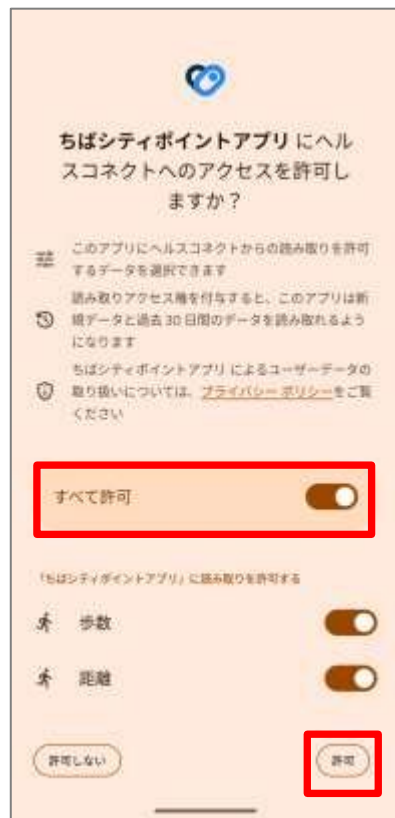 ちばシティポイントアプリ にヘル
スコネクトへのアクセスを許可し
ますか？
このアプリにヘルスコネクトからの読み取りを許可
するデータを選択できます
読み取りアクセス権を付与すると、このアプリは新
規データと過去 30 日間のデータを読み取れるよう
になります
ちばシティポイントアプリ によるユーザーデータの
取り扱いについては、プライバシー ポリシーをご覧
ください
すべて許可
「ちばシティポイントアプリ」に読み取りを許可する
歩数
距離
許可しない
許可